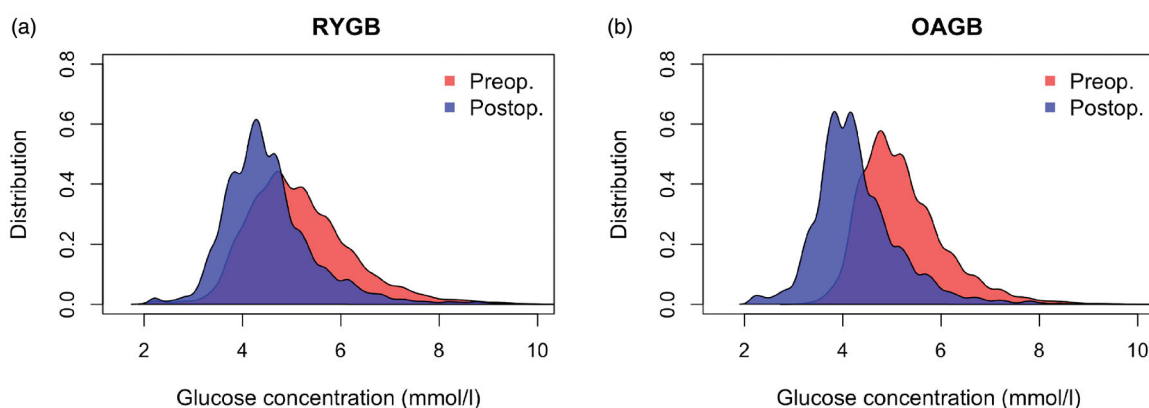 (a)
RYGB
Distribution
0.0
0.2
0.4
0.6
0.8
Preop.
Postop.
2
4
6
8
10
Glucose concentration (mmol/l)
(b)
OAGB
Distribution
0.0
0.2
0.4
0.6
0.8
Preop.
Postop.
2
4
6
8
10
Glucose concentration (mmol/l)